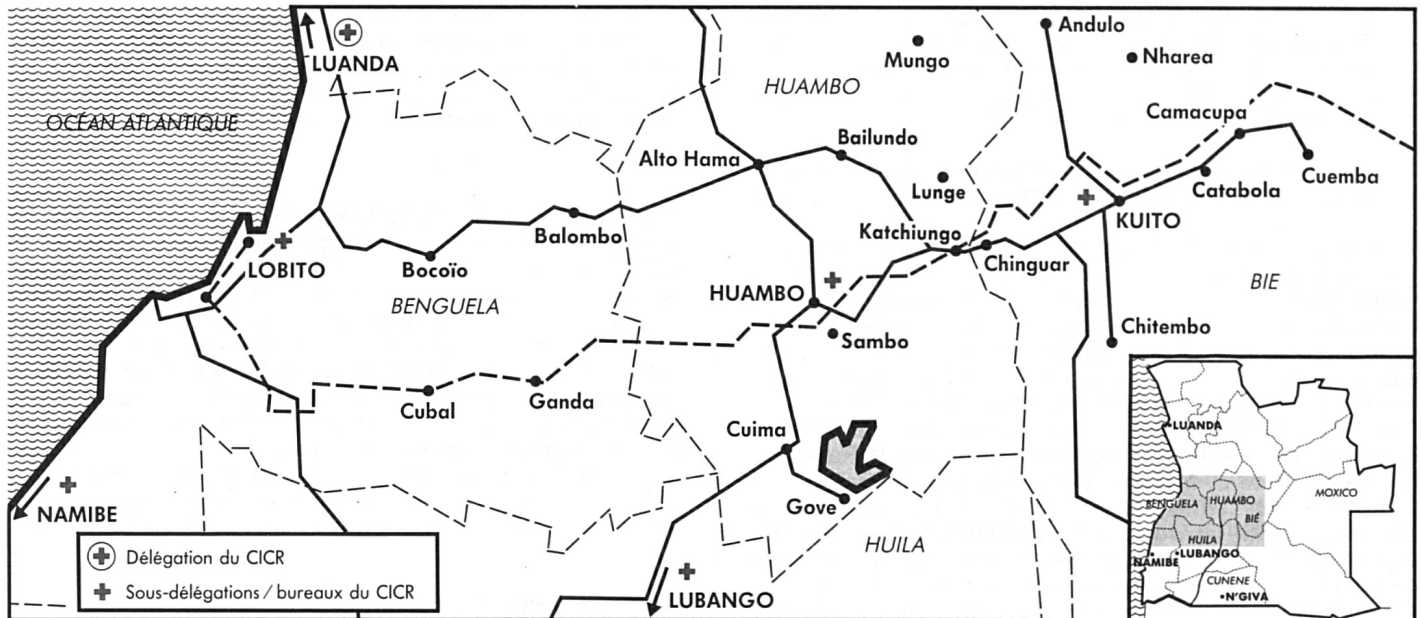 LUANDA
OCÉAN ATLANTIQUE
HUAMBO
Mungo
Andulo
Nharea
Camacupa
Bailundo
Alto Hama
Lunge
Catabola
Cuemba
KUITO
Balombo
Katchiungo
Chinguar
LOBITO
Bocoïo
BENGUELA
HUAMBO
BIE
Sambo
Chitembo
Cubal
Ganda
Cuima
Gove
NAMIBE
HUILA
LUBANGO
Délégation du CICR
Sous-délégations / bureaux du CICR
LUANDA
BENGUELA
HUAMBO
BIÉ
MOXICO
HUILA
NAMIBE
LUBANGO
CUNENE
N'GIVA